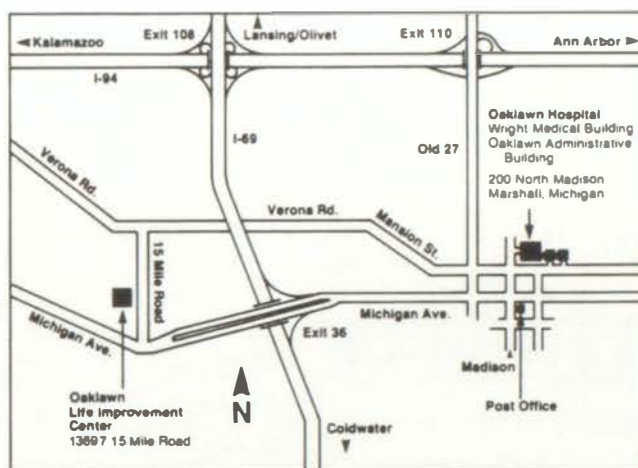 Kalamazoo
Exit 108
Lansing/Olivet
Exit 110
Ann Arbor
I-94
I-69
Old 27
Oaklawn Hospital
Wright Medical Building
Oaklawn Administrative
Building
200 North Madison
Marshall, Michigan
Verona Rd.
Verona Rd.
Mansion St.
15 Mile Road
Michigan Ave.
Michigan Ave.
Exit 36
Madison
Post Office
Oaklawn
Life Improvement
Center
13697 15 Mile Road
N
Coldwater